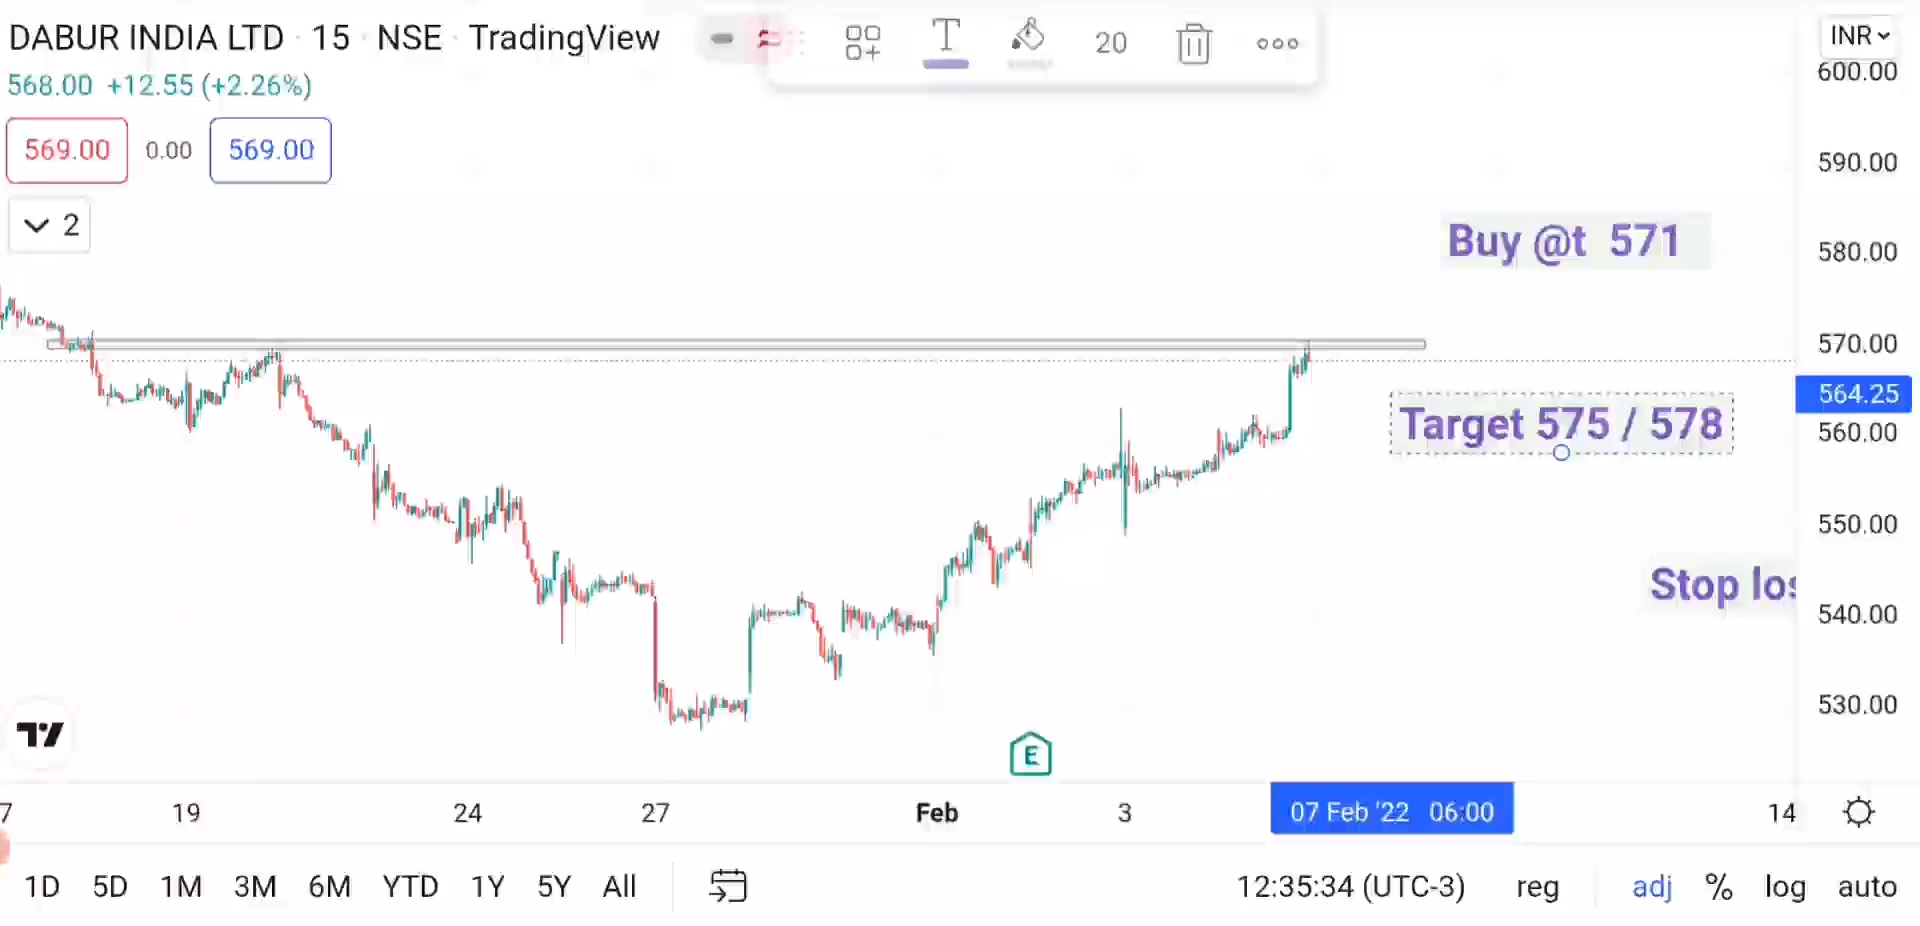 DABUR INDIA LTD · 15 · NSE · TradingView
568.00 +12.55 (+2.26%)
569.00 0.00 569.00
2
T 20
INR
600.00
590.00
580.00
570.00
564.25
560.00
550.00
540.00
530.00
Buy @t 571
Target 575 / 578
Stop los
E
7 19 24 27 Feb 3 07 Feb '22 06:00 14
1D 5D 1M 3M 6M YTD 1Y 5Y All 12:35:34 (UTC-3) reg adj % log auto